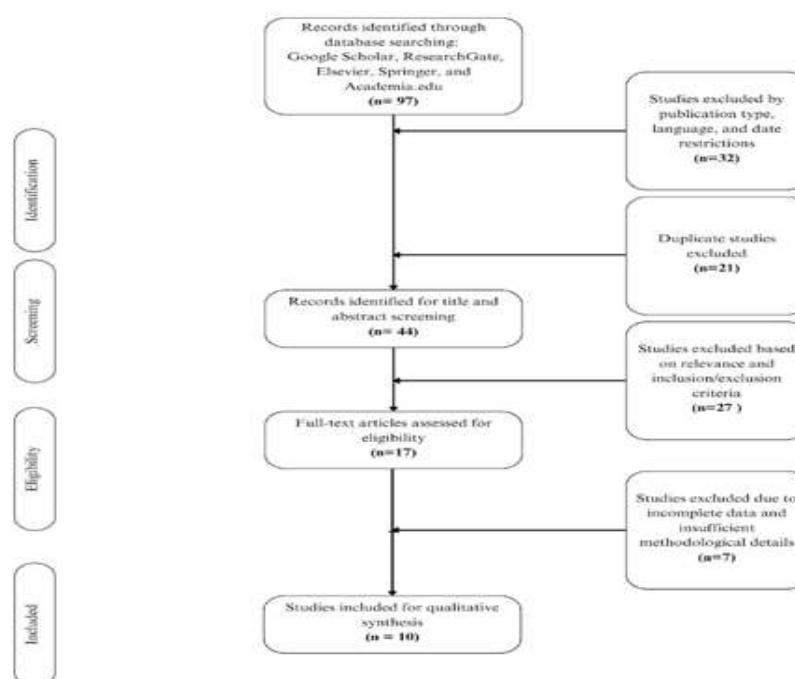 Records identified through
database searching:
Google Scholar, ResearchGate,
Elsevier, Springer, and
Academia.edu
(n= 97)
Studies excluded by
publication type,
language, and date
restrictions
(n=32)
Identification
Duplicate studies
excluded
(n=21)
Screening
Records identified for title and
abstract screening
(n= 44)
Studies excluded based
on relevance and
inclusion/exclusion
criteria
(n=27 )
Eligibility
Full-text articles assessed for
eligibility
(n=17)
Studies excluded due to
incomplete data and
insufficient
methodological details
(n=7)
Included
Studies included for qualitative
synthesis
(n = 10)